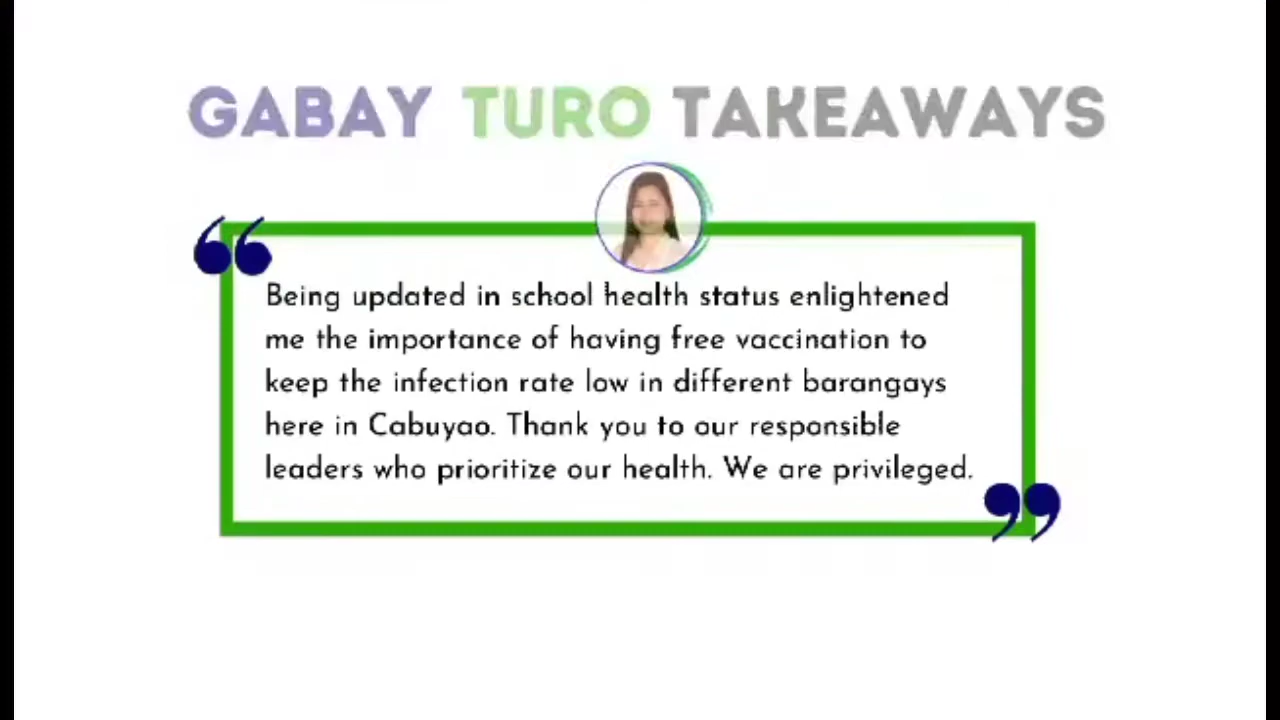 GABAY TURO TAKEAWAYS
Being updated in school health status enlightened
me the importance of having free vaccination to
keep the infection rate low in different barangays
here in Cabuyao. Thank you to our responsible
leaders who prioritize our health. We are privileged.